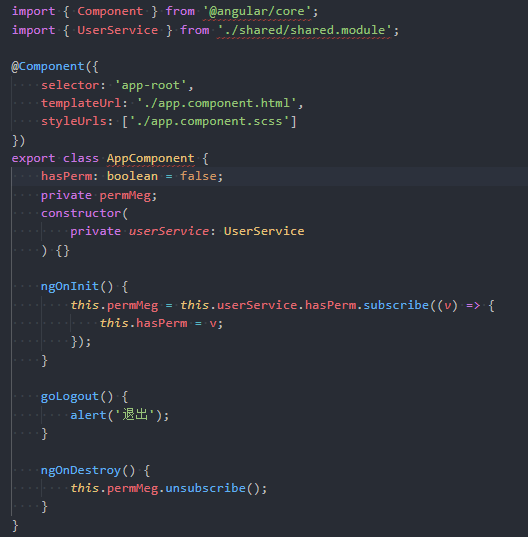 import { Component } from '@angular/core';
import { UserService } from './shared/shared.module';

@Component({
    selector: 'app-root',
    templateUrl: './app.component.html',
    styleUrls: ['./app.component.scss']
})
export class AppComponent {
    hasPerm: boolean = false;
    private permMeg;
    constructor(
        private userService: UserService
    ) {}

    ngOnInit() {
        this.permMeg = this.userService.hasPerm.subscribe((v) => {
            this.hasPerm = v;
        });
    }

    goLogout() {
        alert('退出');
    }

    ngOnDestroy() {
        this.permMeg.unsubscribe();
    }
}